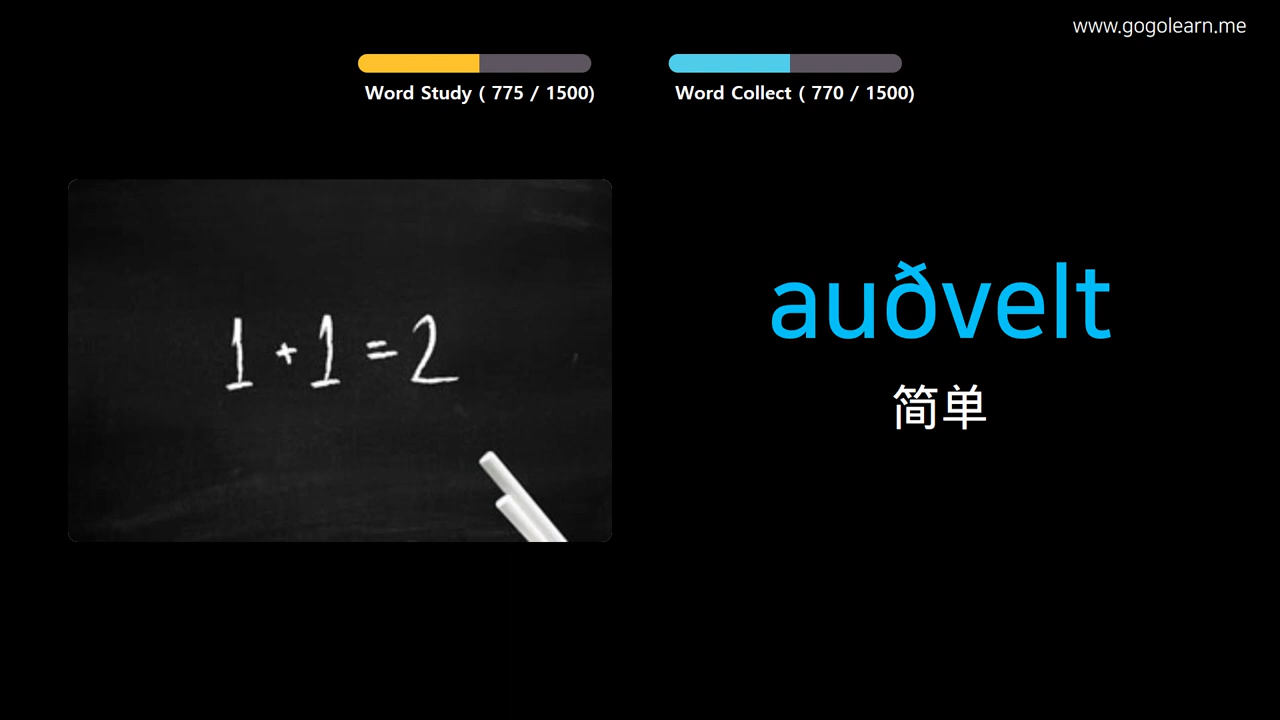 www.gogolearn.me
Word Study ( 775 / 1500)
Word Collect ( 770 / 1500)
1 + 1 = 2
auðvelt
简单